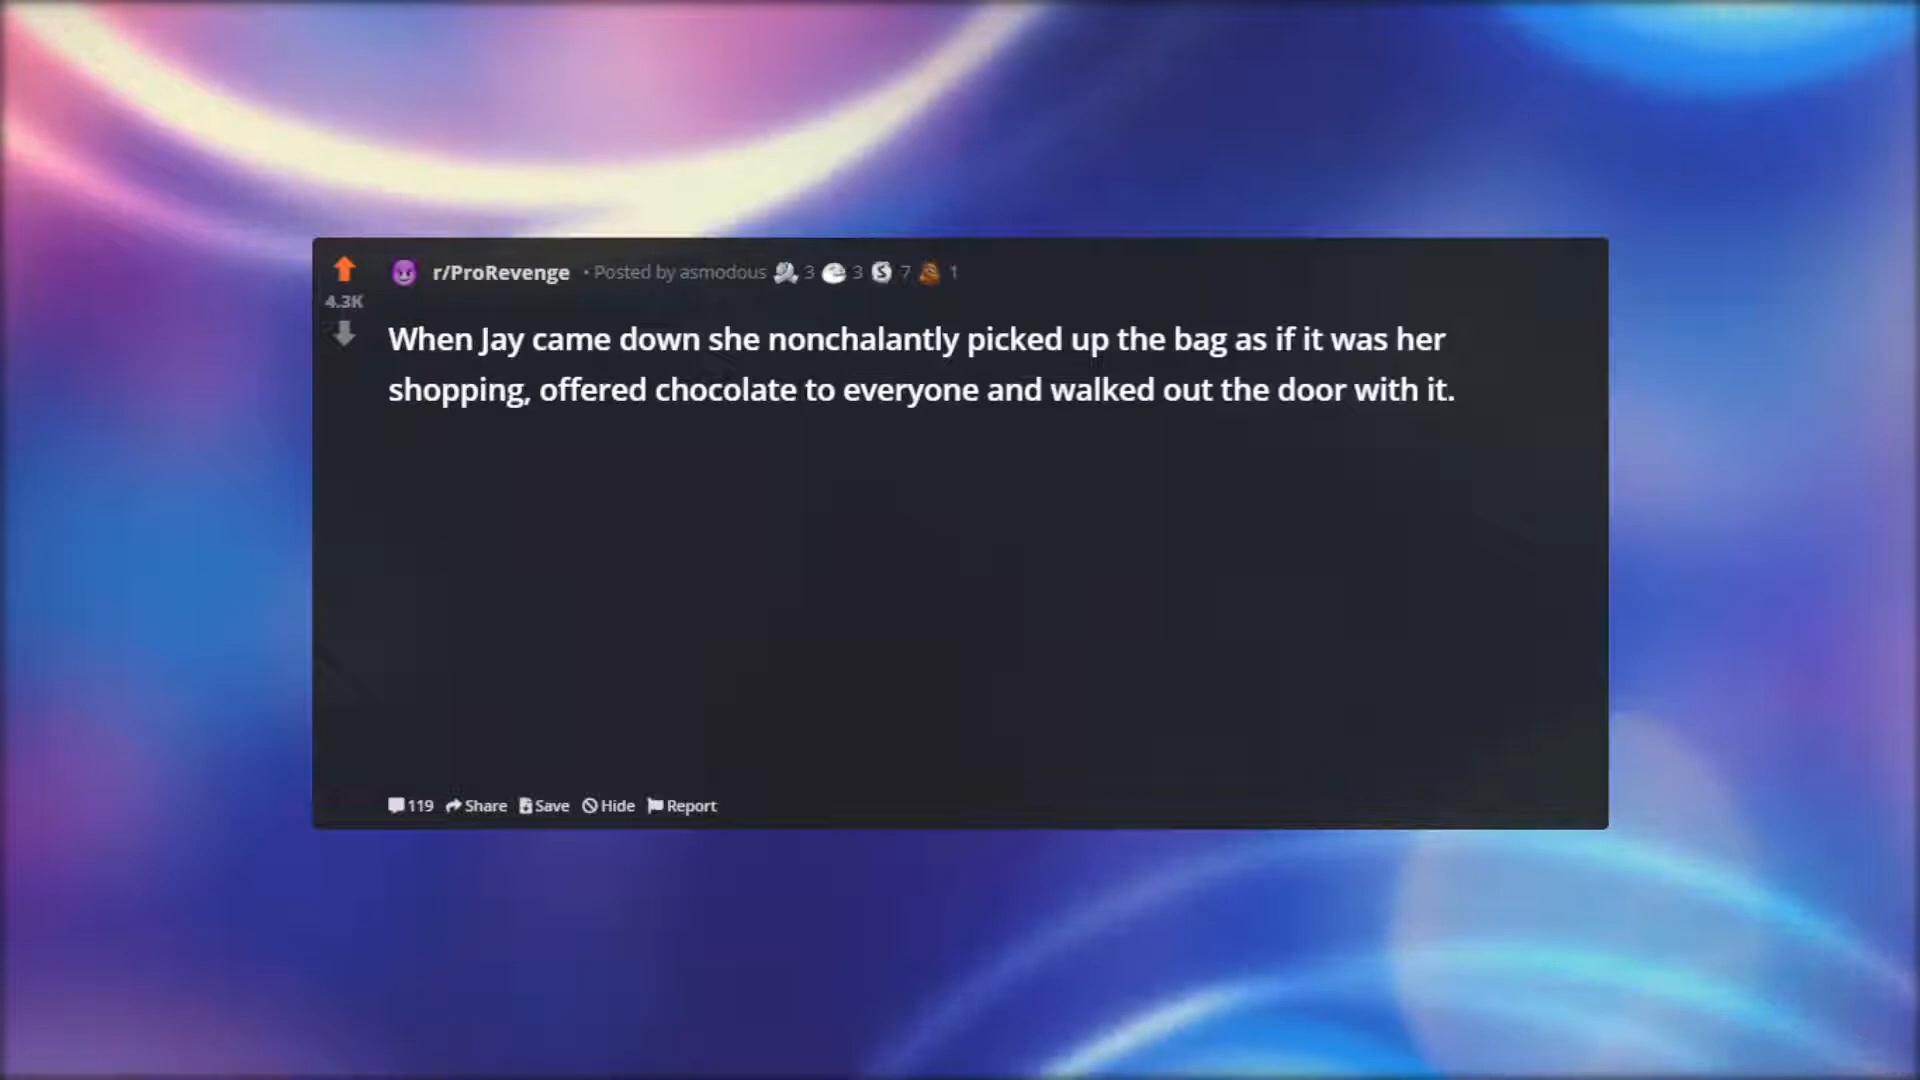 r/ProRevenge • Posted by asmodous 3 3 7 1
4.3K
When Jay came down she nonchalantly picked up the bag as if it was her
shopping, offered chocolate to everyone and walked out the door with it.
119 Share Save Hide Report